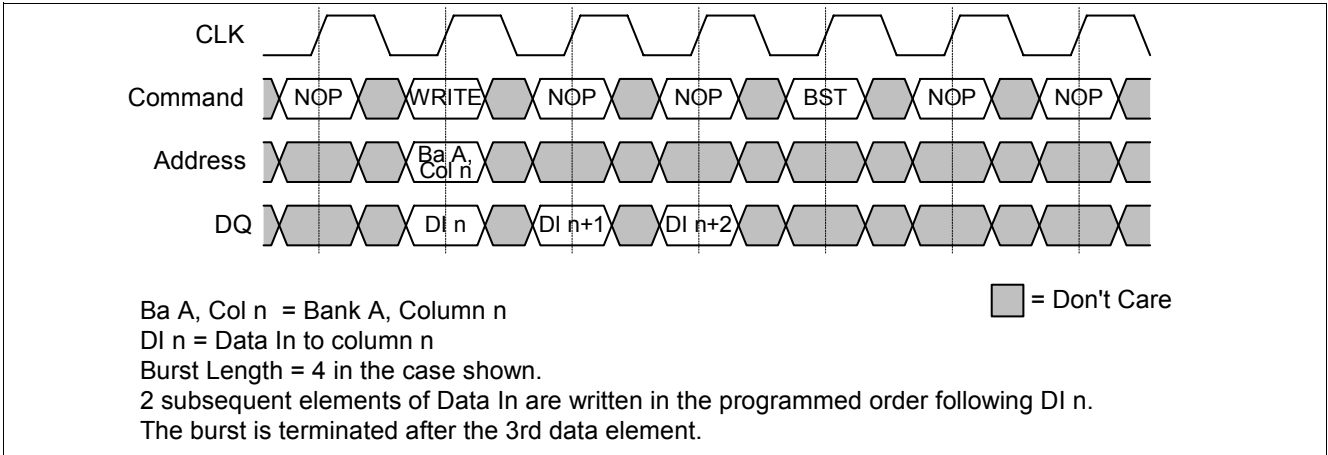 CLK
Command NOP WRITE NOP NOP BST NOP NOP
Address Ba A,
Col n
DQ DI n DI n+1 DI n+2
Ba A, Col n = Bank A, Column n
= Don't Care
DI n = Data In to column n
Burst Length = 4 in the case shown.
2 subsequent elements of Data In are written in the programmed order following DI n.
The burst is terminated after the 3rd data element.